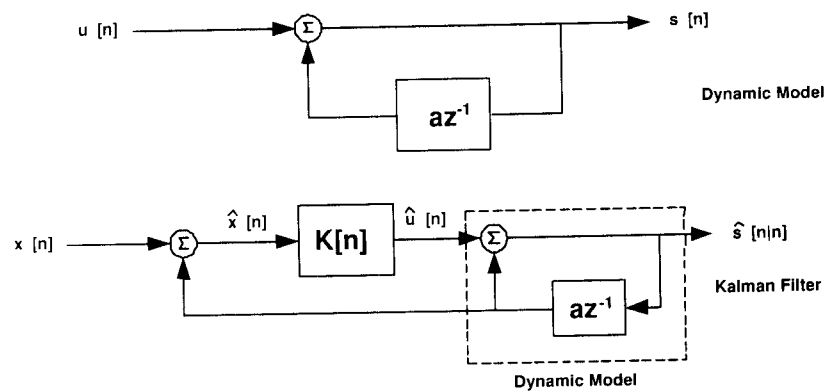 u [n]
Σ
s [n]
az⁻¹
Dynamic Model
x [n]
Σ
x̂ [n]
K[n]
û [n]
Σ
ŝ [n|n]
az⁻¹
Kalman Filter
Dynamic Model